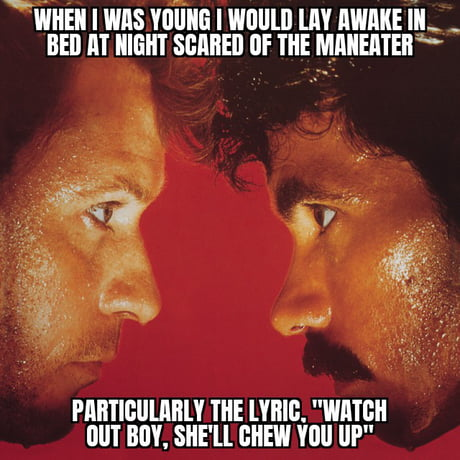 WHEN I WAS YOUNG I WOULD LAY AWAKE IN
BED AT NIGHT SCARED OF THE MANEATER
PARTICULARLY THE LYRIC, "WATCH
OUT BOY, SHE'LL CHEW YOU UP"